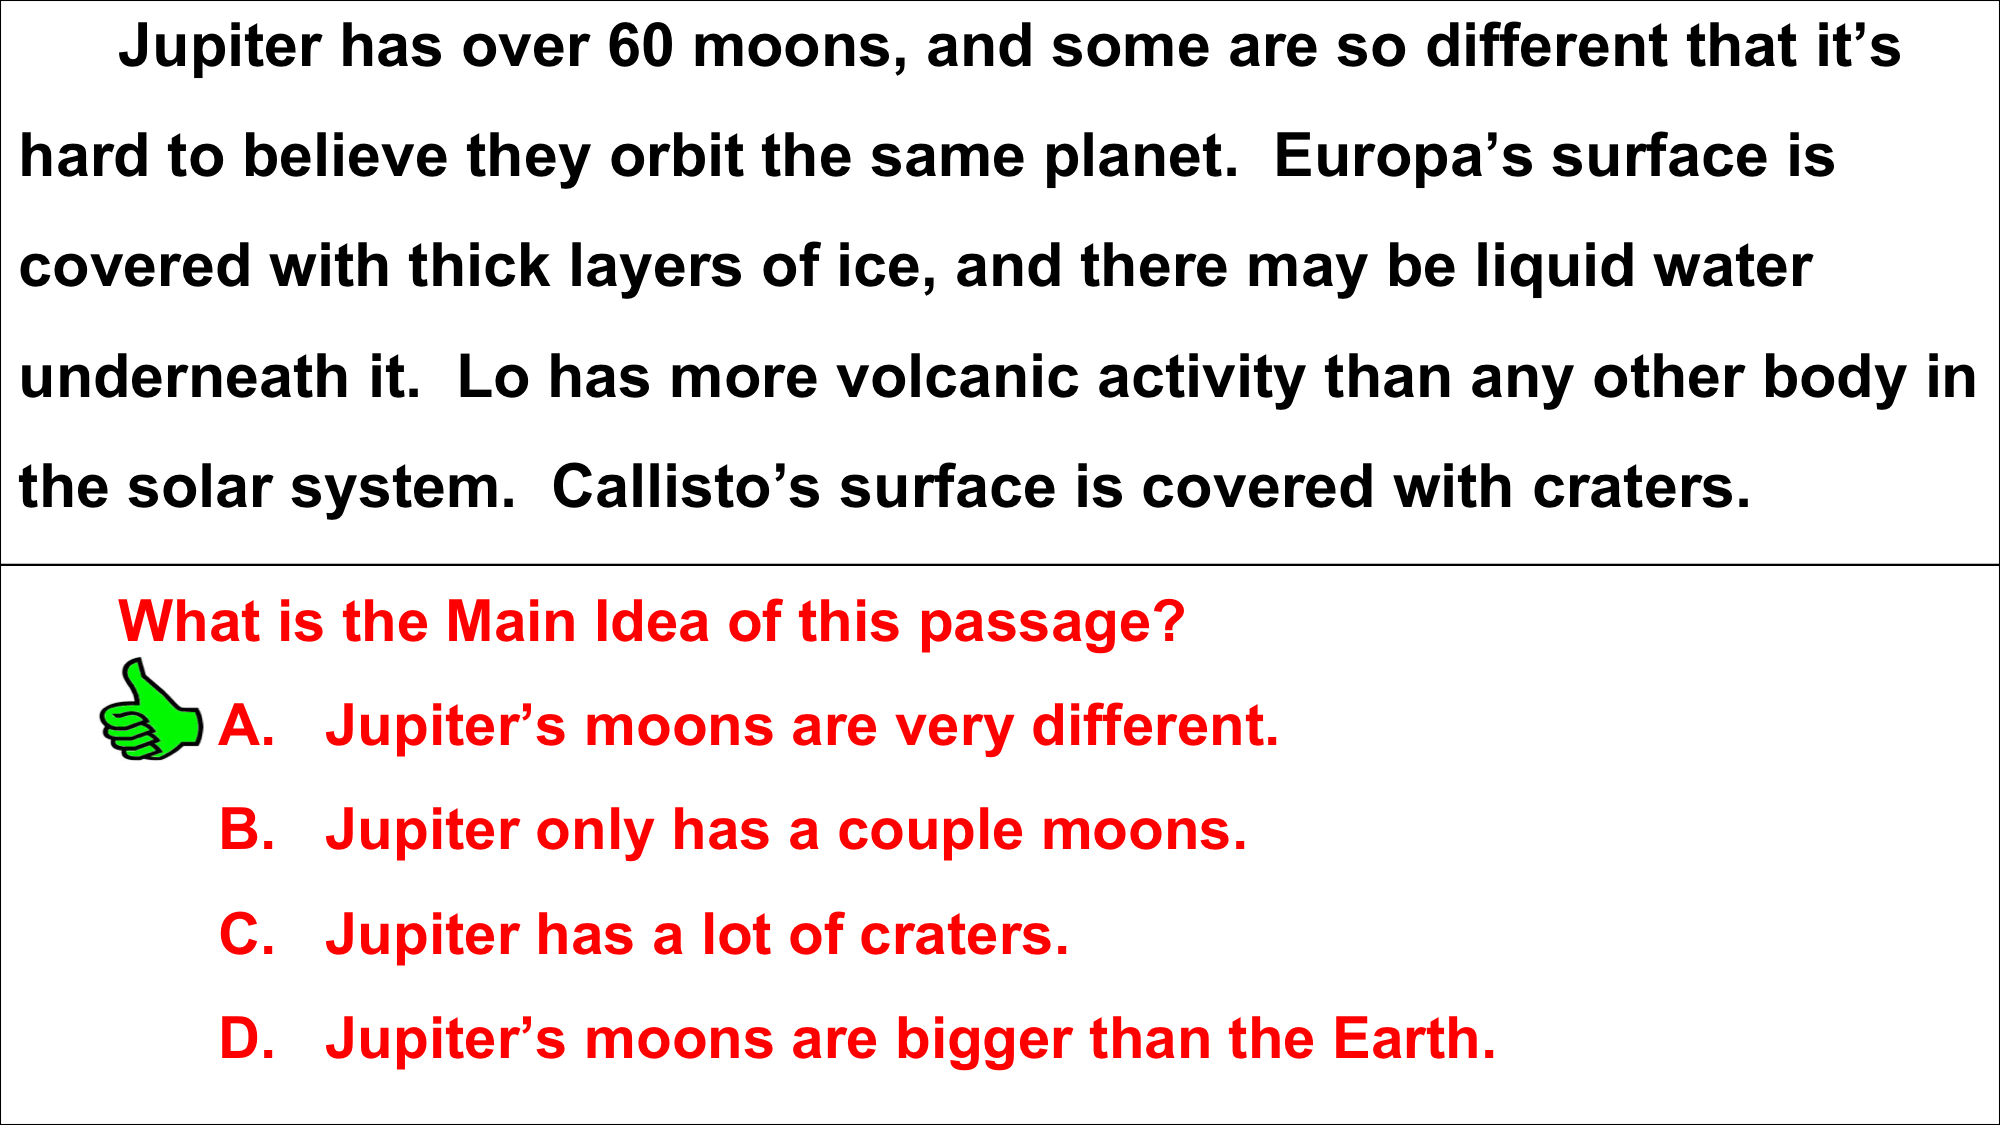 Jupiter has over 60 moons, and some are so different that it’s
hard to believe they orbit the same planet.  Europa’s surface is
covered with thick layers of ice, and there may be liquid water
underneath it.  Lo has more volcanic activity than any other body in
the solar system.  Callisto’s surface is covered with craters.
What is the Main Idea of this passage?
A. Jupiter’s moons are very different.
B. Jupiter only has a couple moons.
C. Jupiter has a lot of craters.
D. Jupiter’s moons are bigger than the Earth.